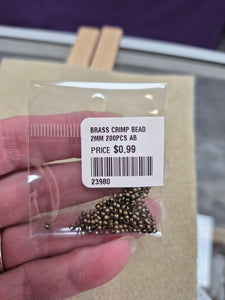 BRASS CRIMP BEAD
2MM 200PCS AB
PRICE $0.99
23980